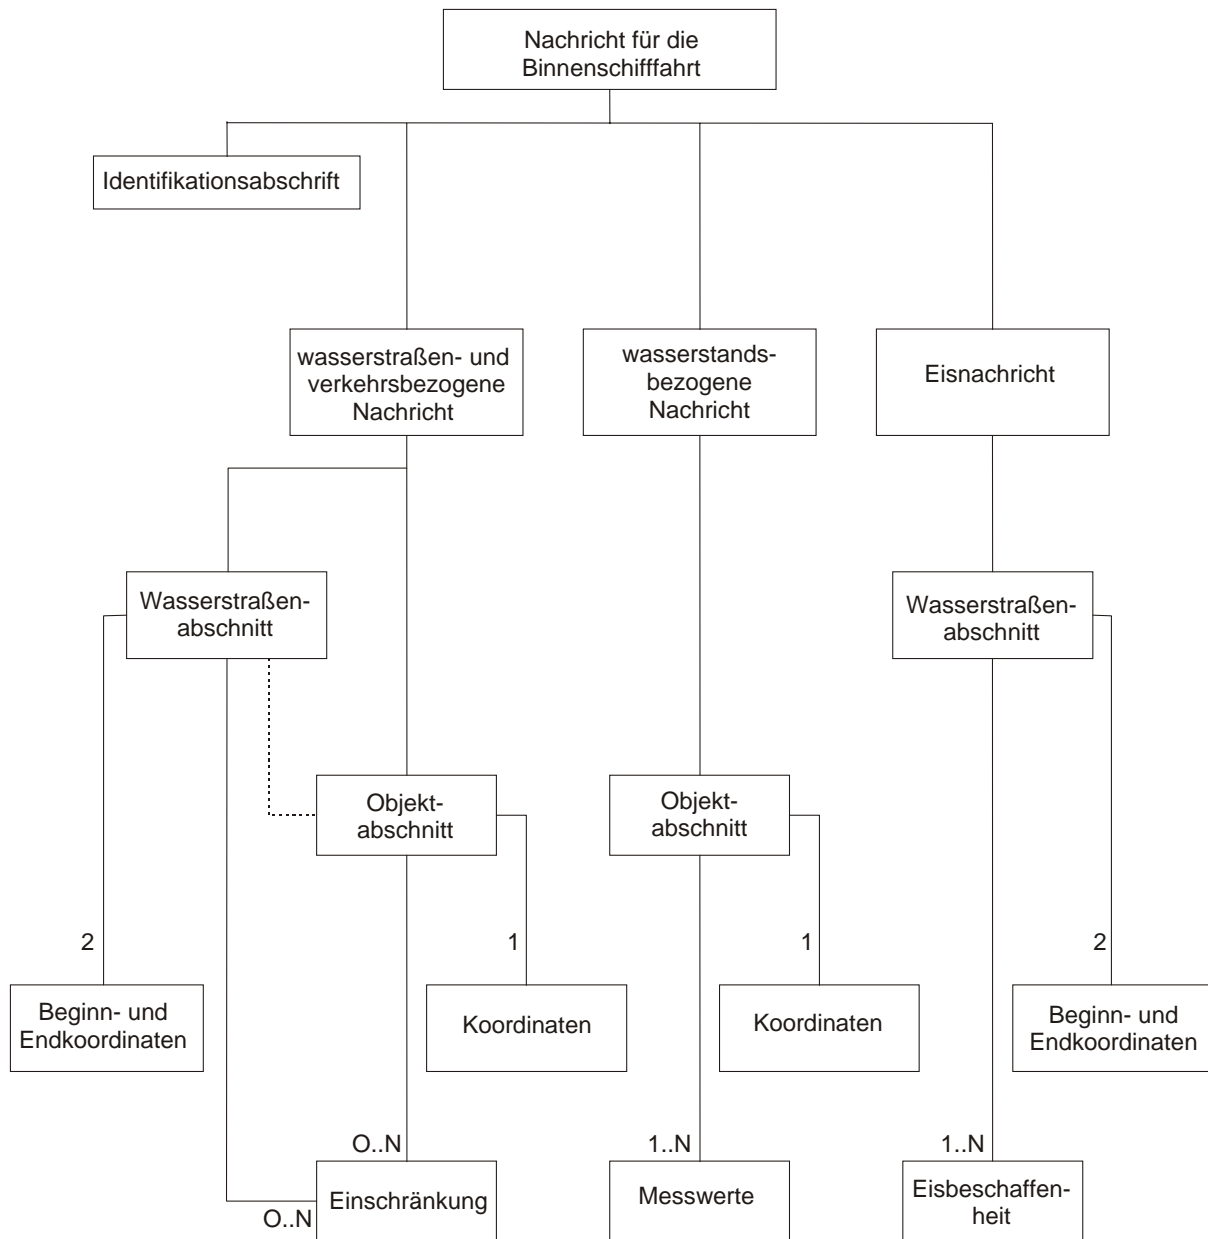 Nachricht für die
Binnenschifffahrt
Identifikationsabschrift
wasserstraßen- und
verkehrsbezogene
Nachricht
wasserstands-
bezogene
Nachricht
Eisnachricht
Wasserstraßen-
abschnitt
Wasserstraßen-
abschnitt
Objekt-
abschnitt
Objekt-
abschnitt
2
1
1
2
Beginn- und
Endkoordinaten
Koordinaten
Koordinaten
Beginn- und
Endkoordinaten
O..N
1..N
1..N
O..N
Einschränkung
Messwerte
Eisbeschaffen-
heit